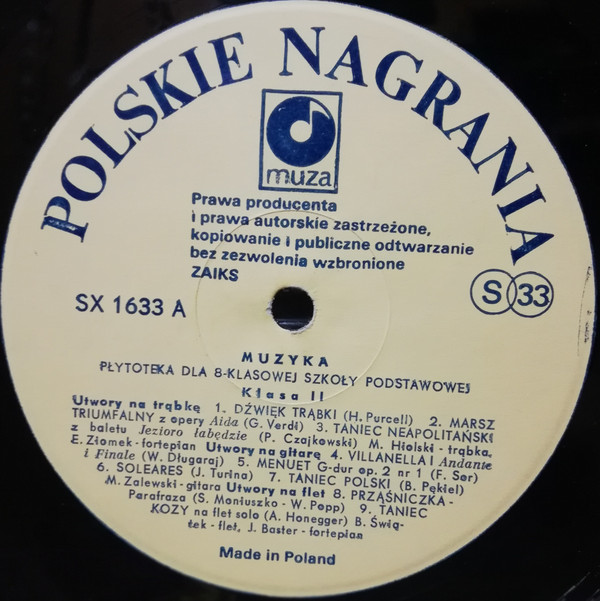 POLSKIE NAGRANIA
muza
Prawa producenta
i prawa autorskie zastrzeżone,
kopiowanie i publiczne odtwarzanie
bez zezwolenia wzbronione
ZAIKS
S 33
SX 1633 A
MUZYKA
PŁYTOTEKA DLA 8-KLASOWEJ SZKOŁY PODSTAWOWEJ
Klasa II
Utwory na trąbkę 1. DŹWIĘK TRĄBKI (H. Purcell) 2. MARSZ
TRIUMFALNY z opery Aida (G. Verdi) 3. TANIEC NEAPOLITAŃSKI
z baletu Jezioro łabędzie (P. Czajkowski) M. Hiolski - trąbka,
E. Złomek - fortepian Utwory na gitarę 4. VILLANELLA I Andante
i Finale (W. Długoraj) 5. MENUET G-dur op. 2 nr 1 (F. Sor)
6. SOLEARES (J. Turina) 7. TANIEC POLSKI (B. Pękiel)
M. Zalewski - gitara Utwory na flet 8. PRZĄŚNICZKA -
Parafraza (S. Moniuszko - W. Popp) 9. TANIEC
KOZY na flet solo (A. Honegger) B. Świą-
tek - flet, J. Baster - fortepian
Made in Poland